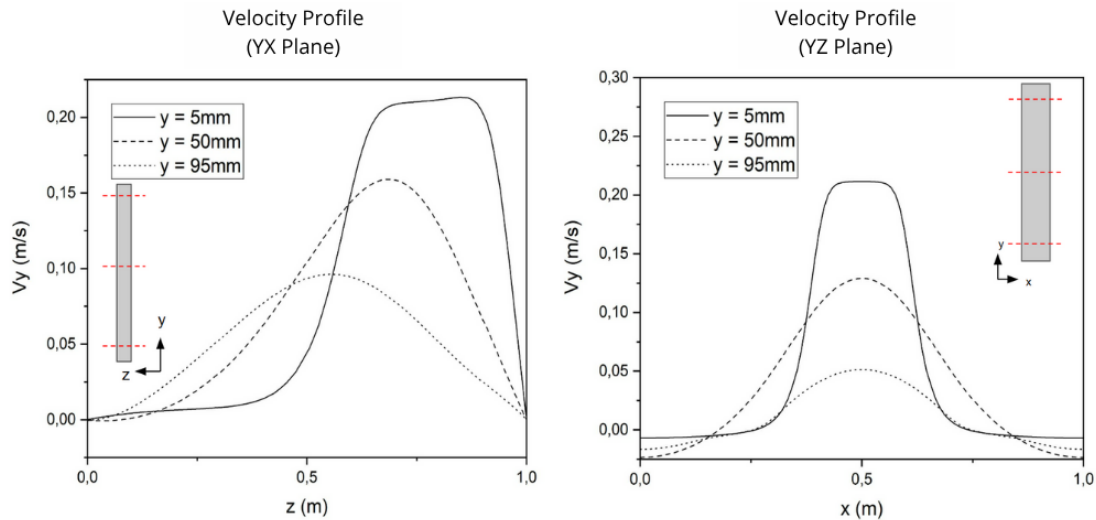 Velocity Profile
(YX Plane)
0,20
0,15
0,10
0,05
0,00
Vy (m/s)
y = 5mm
y = 50mm
y = 95mm
y
z
0,0
0,5
1,0
z (m)
Velocity Profile
(YZ Plane)
0,30
0,25
0,20
0,15
0,10
0,05
0,00
Vy (m/s)
y = 5mm
y = 50mm
y = 95mm
y
x
0,0
0,5
1,0
x (m)